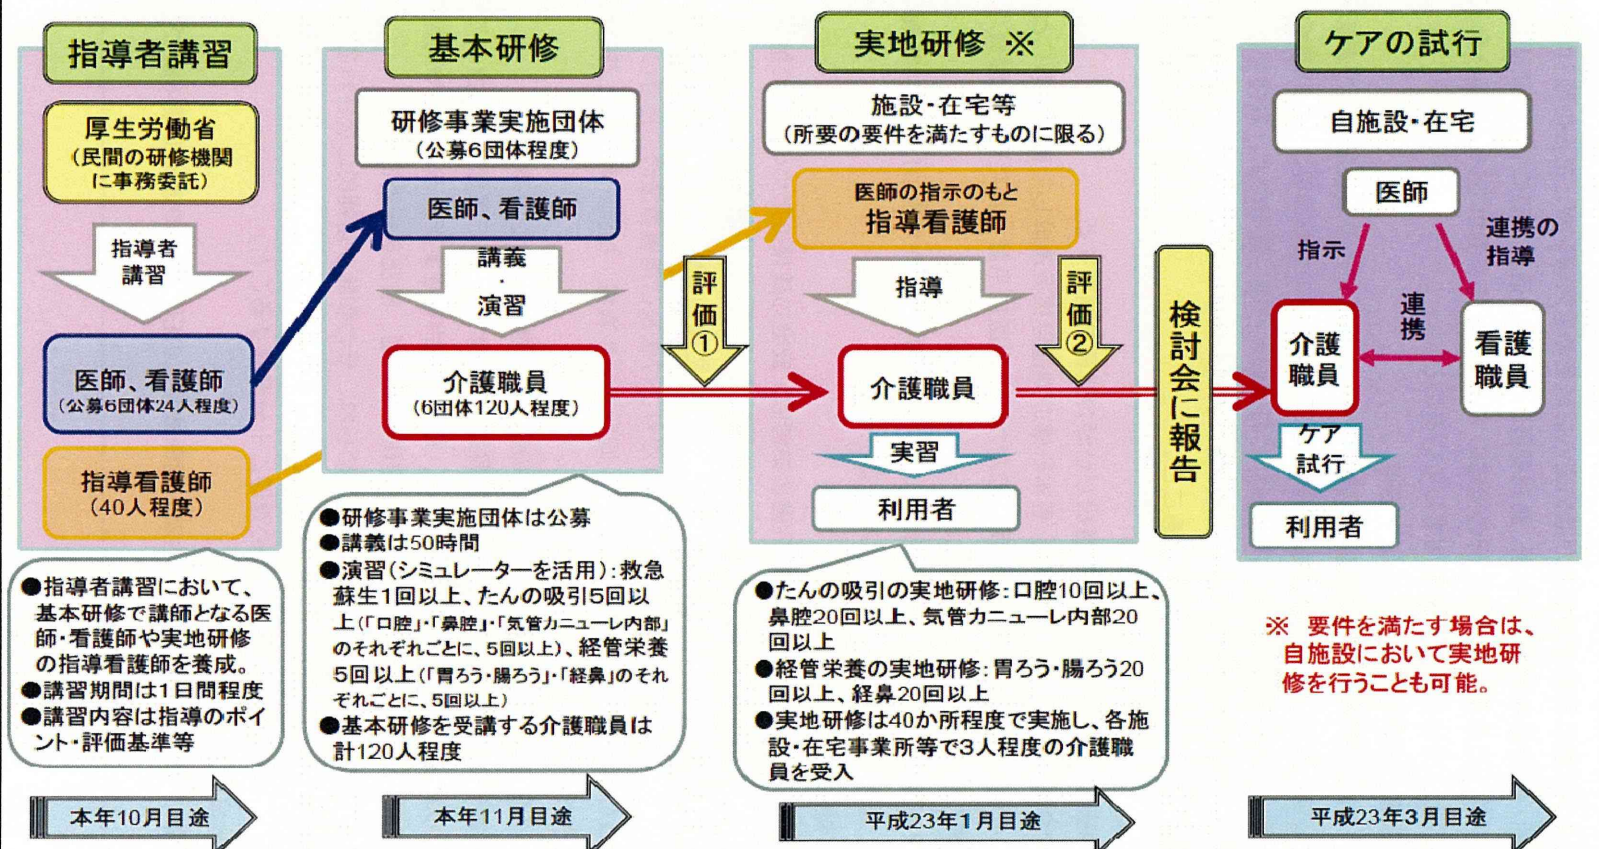 指導者講習
厚生労働省
(民間の研修機関
に事務委託)
指導者
講習
医師、看護師
(公募6団体24人程度)
指導看護師
(40人程度)
●指導者講習において、
基本研修で講師となる医
師・看護師や実地研修
の指導看護師を養成。
●講習期間は1日間程度
●講習内容は指導のポイ
ント・評価基準等
本年10月目途
基本研修
研修事業実施団体
(公募6団体程度)
医師、看護師
講義
・
演習
介護職員
(6団体120人程度)
●研修事業実施団体は公募
●講義は50時間
●演習(シミュレーターを活用):救急
蘇生1回以上、たんの吸引5回以
上(「口腔」・「鼻腔」・「気管カニューレ内部」
のそれぞれごとに、5回以上)、経管栄養
5回以上(「胃ろう・腸ろう」・「経鼻」のそれ
ぞれごとに、5回以上)
●基本研修を受講する介護職員は
計120人程度
本年11月目途
評価①
実地研修 ※
施設・在宅等
(所要の要件を満たすものに限る)
医師の指示のもと
指導看護師
指導
介護職員
実習
利用者
●たんの吸引の実地研修:口腔10回以上、
鼻腔20回以上、気管カニューレ内部20
回以上
●経管栄養の実地研修:胃ろう・腸ろう20
回以上、経鼻20回以上
●実地研修は40か所程度で実施し、各施
設・在宅事業所等で3人程度の介護職
員を受入
平成23年1月目途
評価②
検討会に報告
ケアの試行
自施設・在宅
医師
指示
連携の
指導
介護
職員
連携
看護
職員
ケア
試行
利用者
※ 要件を満たす場合は、
自施設において実地研
修を行うことも可能。
平成23年3月目途